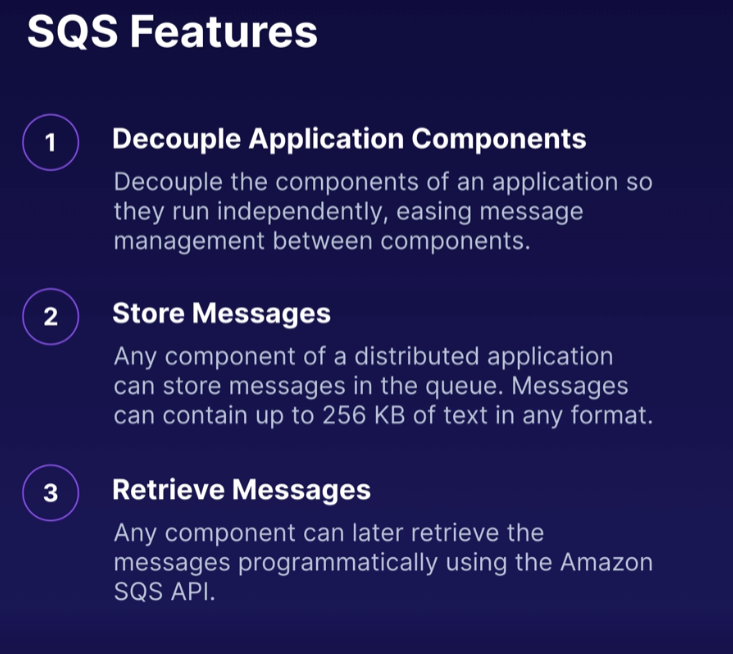 SQS Features
1
Decouple Application Components
Decouple the components of an application so
they run independently, easing message
management between components.
2
Store Messages
Any component of a distributed application
can store messages in the queue. Messages
can contain up to 256 KB of text in any format.
3
Retrieve Messages
Any component can later retrieve the
messages programmatically using the Amazon
SQS API.